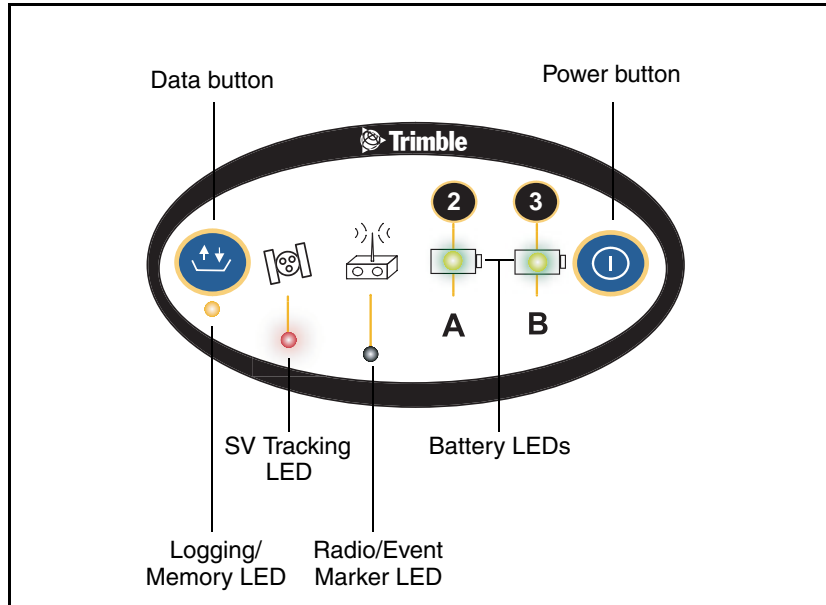 Data button
Power button
Trimble
2 3
A B
SV Tracking
LED
Battery LEDs
Logging/
Memory LED
Radio/Event
Marker LED